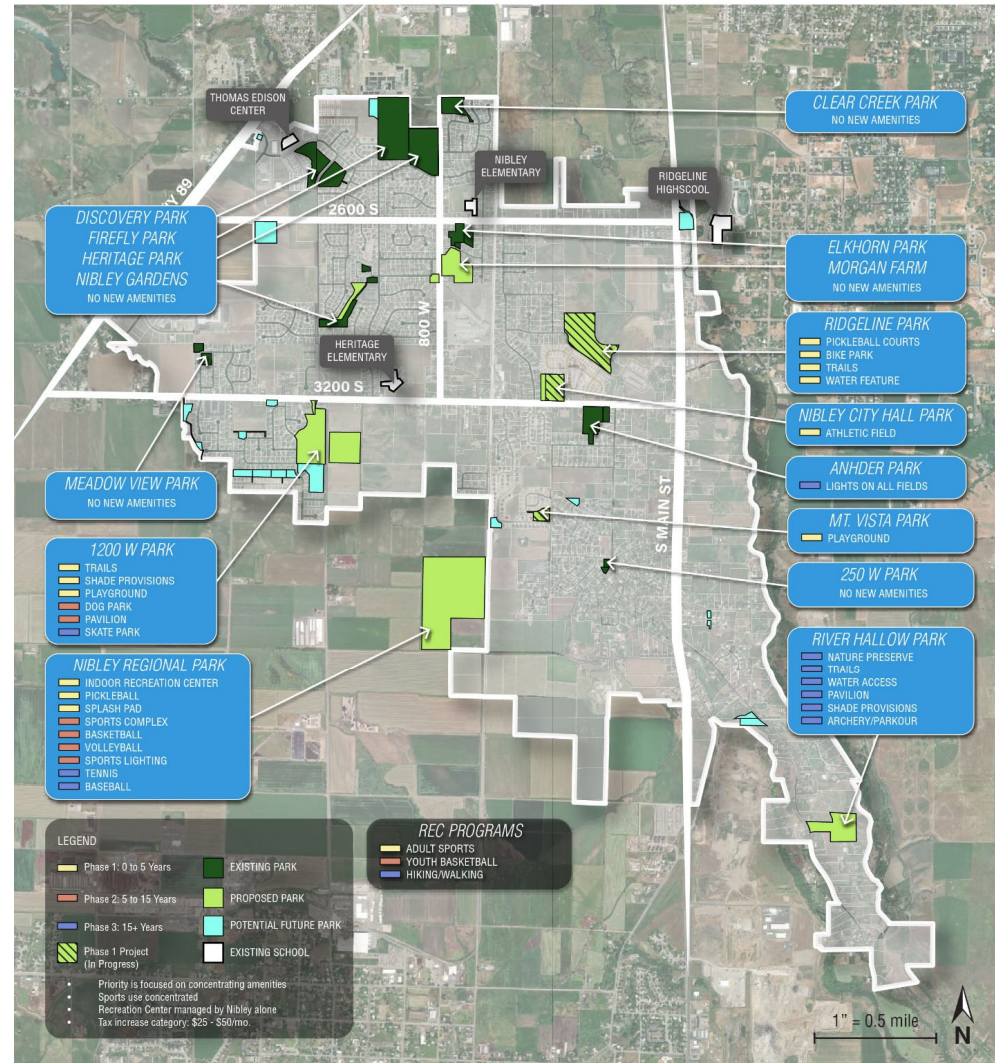 THOMAS EDISON
CENTER
CLEAR CREEK PARK
NO NEW AMENITIES
NIBLEY
ELEMENTARY
RIDGELINE
HIGHSCOOL
Y 89
2600 S
DISCOVERY PARK
FIREFLY PARK
HERITAGE PARK
NIBLEY GARDENS
NO NEW AMENITIES
ELKHORN PARK
MORGAN FARM
NO NEW AMENITIES
800 W
HERITAGE
ELEMENTARY
RIDGELINE PARK
PICKLEBALL COURTS
BIKE PARK
TRAILS
WATER FEATURE
3200 S
NIBLEY CITY HALL PARK
ATHLETIC FIELD
MEADOW VIEW PARK
NO NEW AMENITIES
ANHDER PARK
LIGHTS ON ALL FIELDS
S MAIN ST
MT. VISTA PARK
PLAYGROUND
1200 W PARK
TRAILS
SHADE PROVISIONS
PLAYGROUND
DOG PARK
PAVILION
SKATE PARK
250 W PARK
NO NEW AMENITIES
NIBLEY REGIONAL PARK
INDOOR RECREATION CENTER
PICKLEBALL
SPLASH PAD
SPORTS COMPLEX
BASKETBALL
VOLLEYBALL
SPORTS LIGHTING
TENNIS
BASEBALL
RIVER HALLOW PARK
NATURE PRESERVE
TRAILS
WATER ACCESS
PAVILION
SHADE PROVISIONS
ARCHERY/PARKOUR
LEGEND
Phase 1: 0 to 5 Years
EXISTING PARK
Phase 2: 5 to 15 Years
PROPOSED PARK
Phase 3: 15+ Years
POTENTIAL FUTURE PARK
Phase 1 Project
(In Progress)
EXISTING SCHOOL
• Priority is focused on concentrating amenities
• Sports use concentrated
• Recreation Center managed by Nibley alone
• Tax increase category: $25 - $50/mo.
REC PROGRAMS
ADULT SPORTS
YOUTH BASKETBALL
HIKING/WALKING
1" = 0.5 mile
N